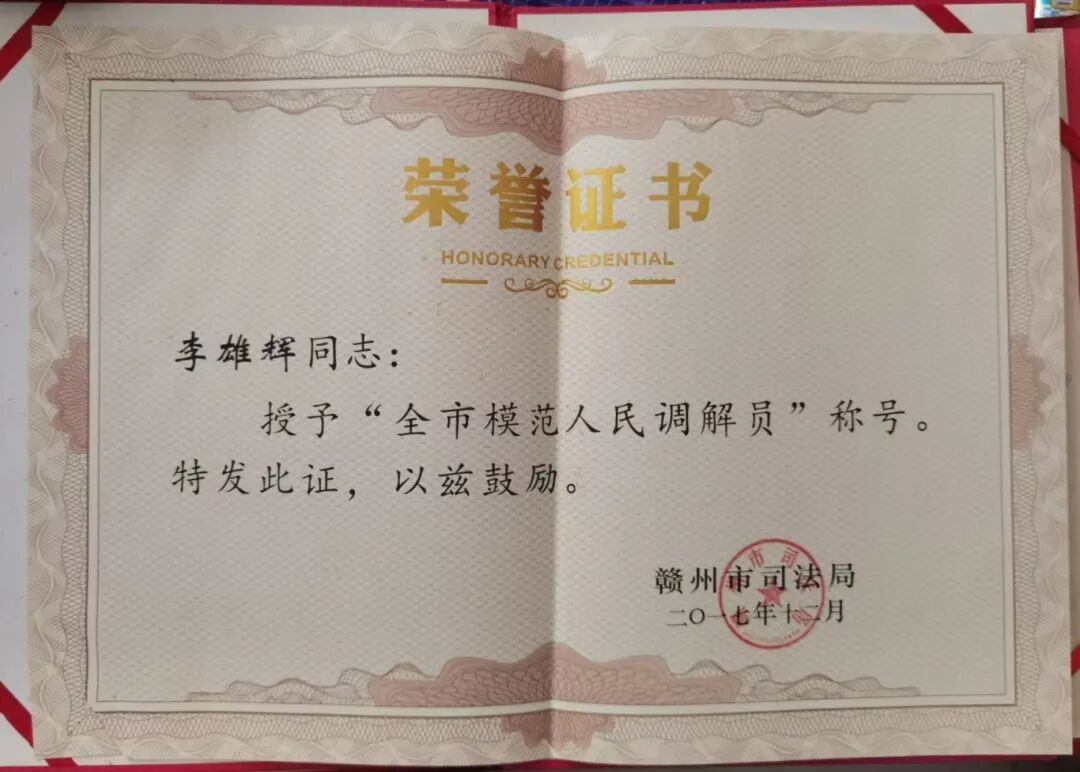 荣誉证书
HONORARY CREDENTIAL
李雄辉同志：
授予“全市模范人民调解员”称号。
特发此证，以兹鼓励。
赣州市司法局
二〇一七年十二月